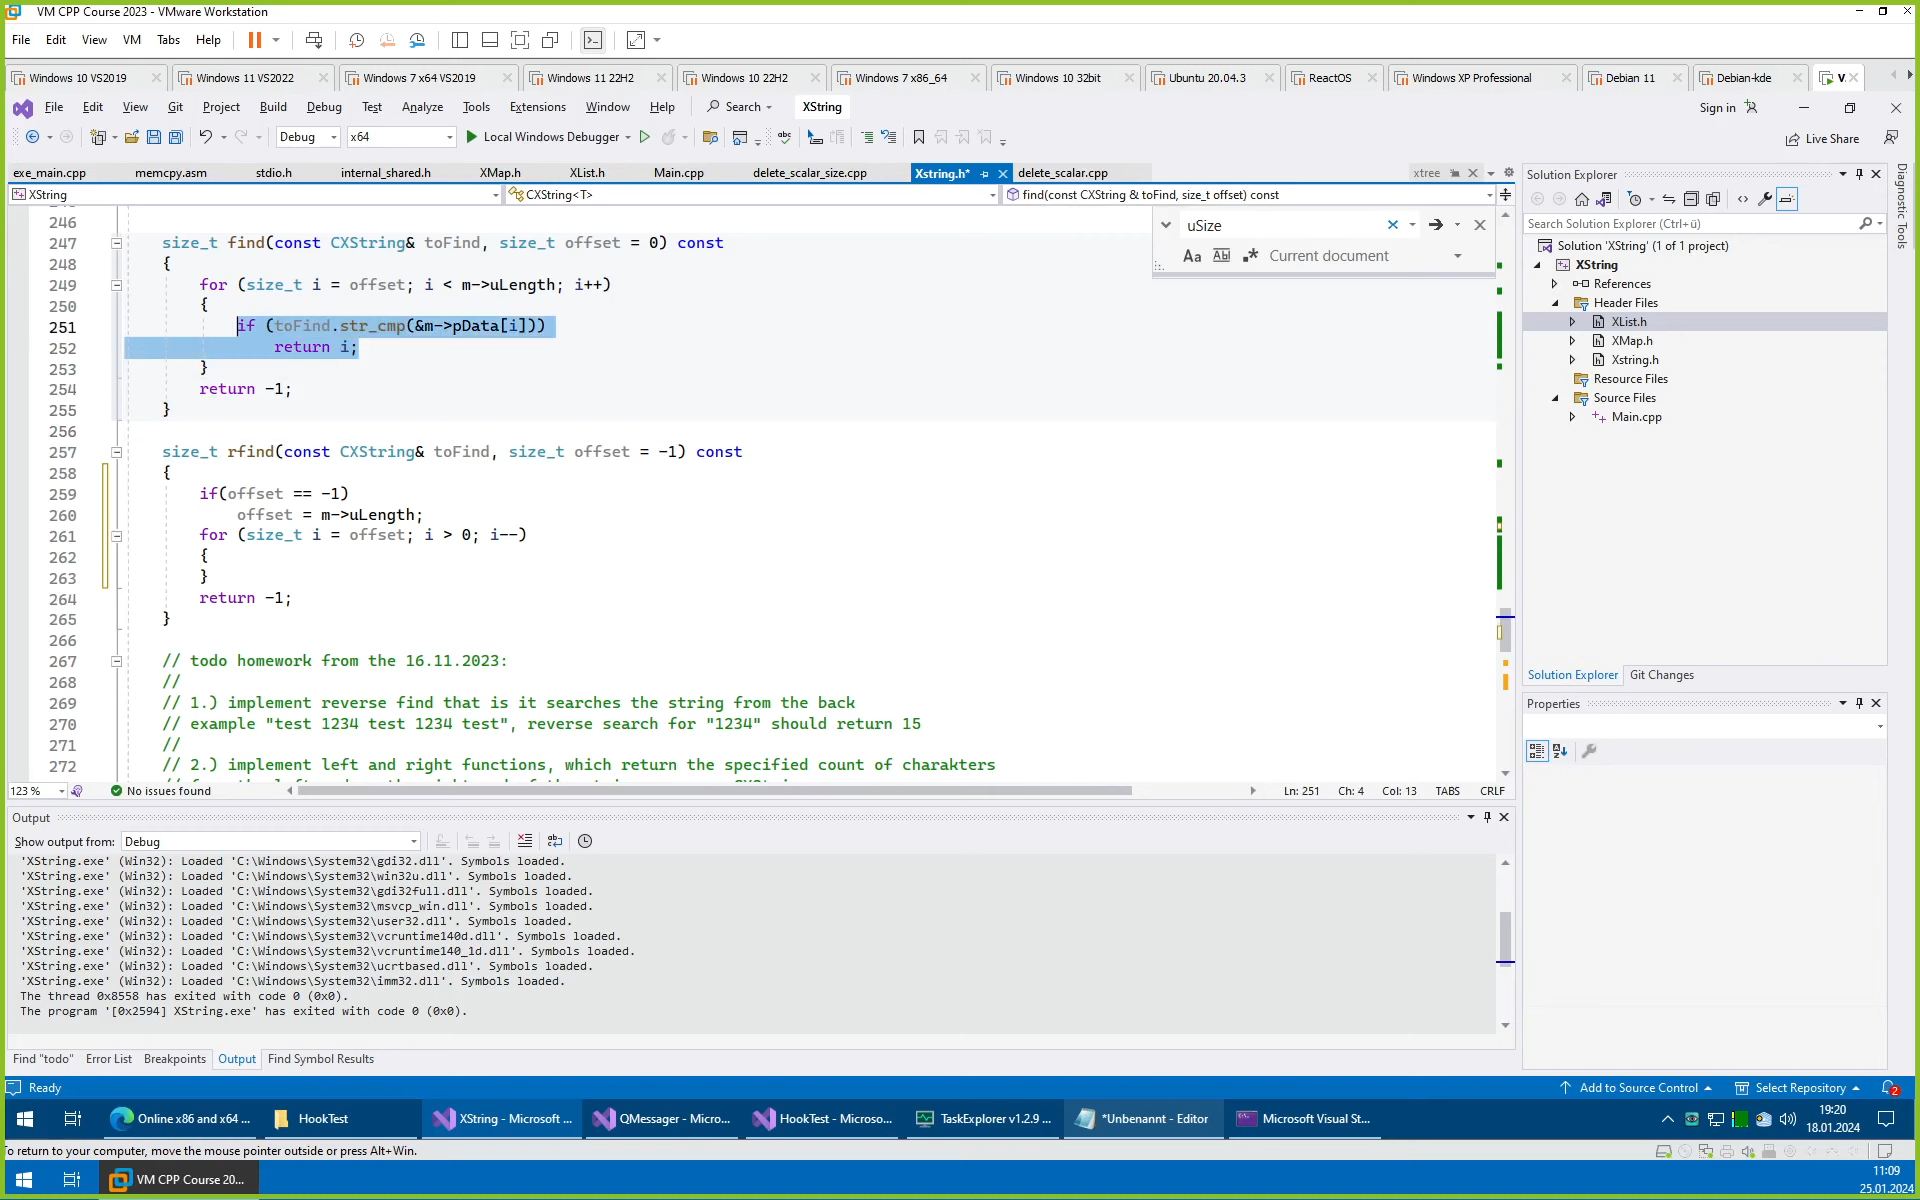 VM CPP Course 2023 - VMware Workstation
File Edit View VM Tabs Help
Windows 10 VS2019 Windows 11 VS2022 Windows 7 x64 VS2019 Windows 11 22H2 Windows 10 22H2 Windows 7 x86_64 Windows 10 32bit Ubuntu 20.04.3 ReactOS Windows XP Professional Debian 11 Debian-kde V
File Edit View Git Project Build Debug Test Analyze Tools Extensions Window Help Search XString Sign in
Debug x64 Local Windows Debugger Live Share
exe_main.cpp memcpy.asm stdio.h internal_shared.h XMap.h XList.h Main.cpp delete_scalar_size.cpp Xstring.h* delete_scalar.cpp xtree
XString CXString<T> find(const CXString & toFind, size_t offset) const
uSize
Aa Current document
246
247 size_t find(const CXString& toFind, size_t offset = 0) const
248 {
249 for (size_t i = offset; i < m->uLength; i++)
250 {
251 if (toFind.str_cmp(&m->pData[i]))
252 return i;
253 }
254 return -1;
255 }
256
257 size_t rfind(const CXString& toFind, size_t offset = -1) const
258 {
259 if(offset == -1)
260 offset = m->uLength;
261 for (size_t i = offset; i > 0; i--)
262 {
263 }
264 return -1;
265 }
266
267 // todo homework from the 16.11.2023:
268 //
269 // 1.) implement reverse find that is it searches the string from the back
270 // example "test 1234 test 1234 test", reverse search for "1234" should return 15
271 //
272 // 2.) implement left and right functions, which return the specified count of charakters
123 % No issues found Ln: 251 Ch: 4 Col: 13 TABS CRLF
Output
Show output from: Debug
'XString.exe' (Win32): Loaded 'C:\Windows\System32\gdi32.dll'. Symbols loaded.
'XString.exe' (Win32): Loaded 'C:\Windows\System32\win32u.dll'. Symbols loaded.
'XString.exe' (Win32): Loaded 'C:\Windows\System32\gdi32full.dll'. Symbols loaded.
'XString.exe' (Win32): Loaded 'C:\Windows\System32\msvcp_win.dll'. Symbols loaded.
'XString.exe' (Win32): Loaded 'C:\Windows\System32\user32.dll'. Symbols loaded.
'XString.exe' (Win32): Loaded 'C:\Windows\System32\vcruntime140d.dll'. Symbols loaded.
'XString.exe' (Win32): Loaded 'C:\Windows\System32\vcruntime140_1d.dll'. Symbols loaded.
'XString.exe' (Win32): Loaded 'C:\Windows\System32\ucrtbased.dll'. Symbols loaded.
'XString.exe' (Win32): Loaded 'C:\Windows\System32\imm32.dll'. Symbols loaded.
The thread 0x8558 has exited with code 0 (0x0).
The program '[0x2594] XString.exe' has exited with code 0 (0x0).
Find "todo" Error List Breakpoints Output Find Symbol Results
Solution Explorer
Search Solution Explorer (Ctrl+ü)
Solution 'XString' (1 of 1 project)
XString
References
Header Files
XList.h
XMap.h
Xstring.h
Resource Files
Source Files
Main.cpp
Solution Explorer Git Changes
Properties
Diagnostic Tools
Ready Add to Source Control Select Repository 2
Online x86 and x64 ... HookTest XString - Microsoft ... QMessager - Micro... HookTest - Microso... TaskExplorer v1.2.9 ... *Unbenannt - Editor Microsoft Visual St...
19:20
18.01.2024
To return to your computer, move the mouse pointer outside or press Alt+Win.
VM CPP Course 20...
11:09
25.01.2024